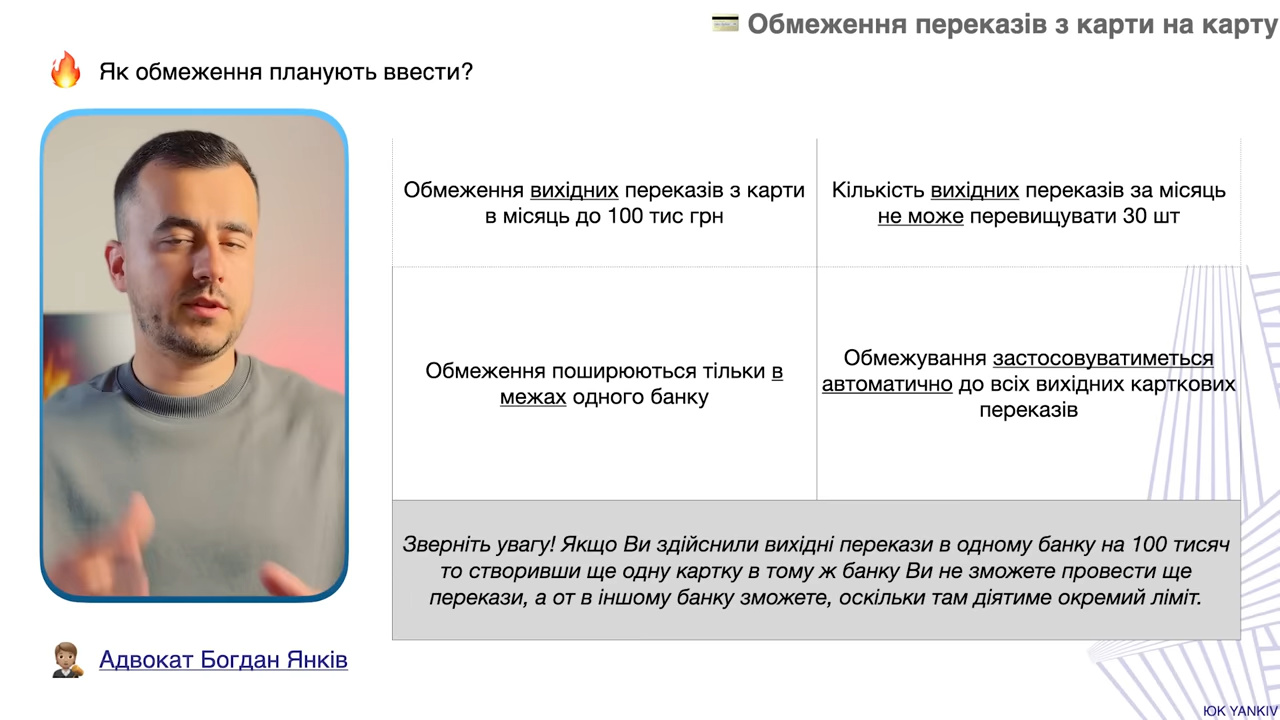 Обмеження переказів з карти на карту
Як обмеження планують ввести?
Обмеження вихідних переказів з карти
в місяць до 100 тис грн
Кількість вихідних переказів за місяць
не може перевищувати 30 шт
Обмеження поширюються тільки в
межах одного банку
Обмежування застосовуватиметься
автоматично до всіх вихідних карткових
переказів
Зверніть увагу! Якщо Ви здійснили вихідні перекази в одному банку на 100 тисяч
то створивши ще одну картку в тому ж банку Ви не зможете провести ще
перекази, а от в іншому банку зможете, оскільки там діятиме окремий ліміт.
Адвокат Богдан Янків
ЮК YANKIV